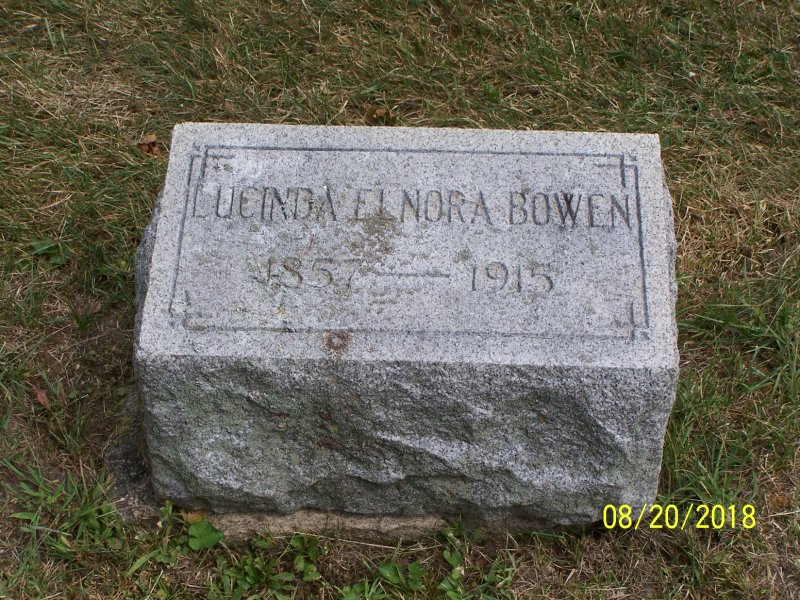 LUCINDA ELNORA BOWEN
1857 — 1915
08/20/2018